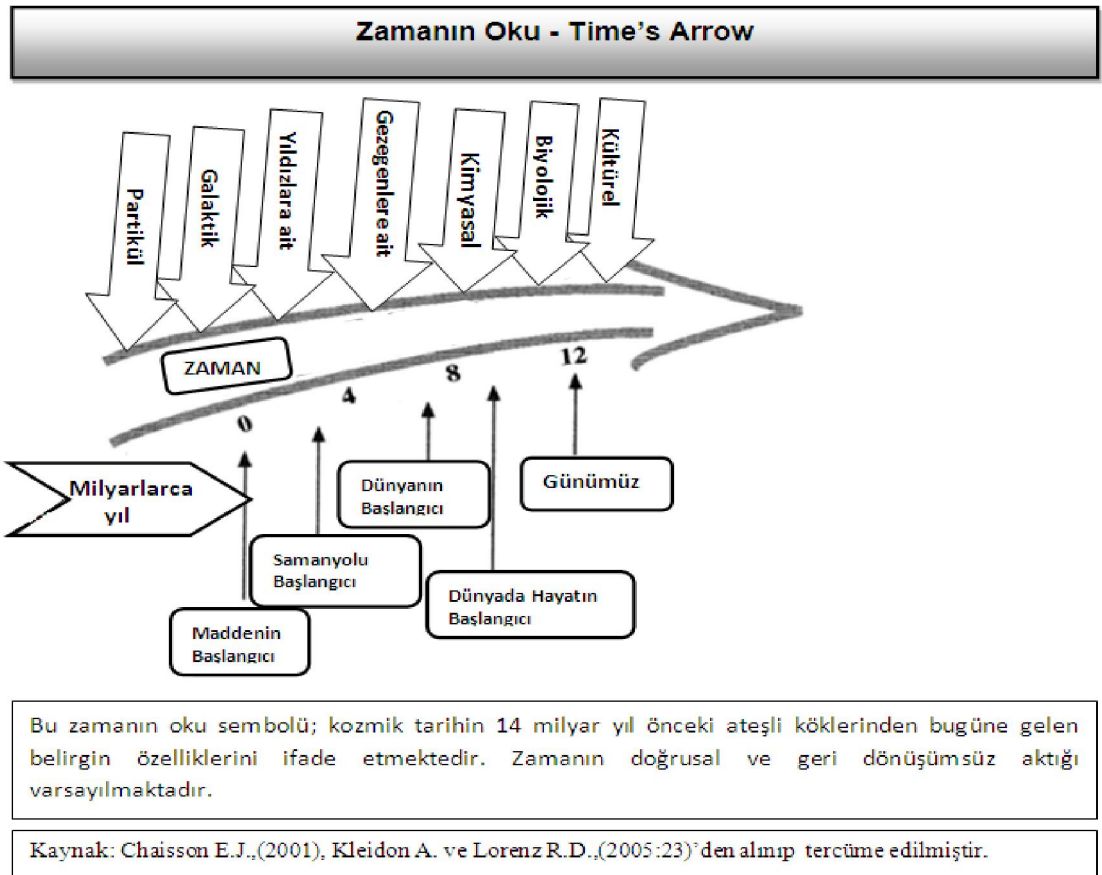 Zamanın Oku - Time's Arrow
Partikül
Galaktik
Yıldızlara ait
Gezegenlere ait
Kimyasal
Biyolojik
Kültürel
ZAMAN
0
4
8
12
Milyarlarca
yıl
Dünyanın
Başlangıcı
Günümüz
Samanyolu
Başlangıcı
Dünyada Hayatın
Başlangıcı
Maddenin
Başlangıcı
Bu zamanın oku sembolü; kozmik tarihin 14 milyar yıl önceki ateşli köklerinden bugüne gelen
belirgin özelliklerini ifade etmektedir. Zamanın doğrusal ve geri dönüşümsüz aktığı
varsayılmaktadır.
Kaynak: Chaisson E.J.,(2001), Kleidon A. ve Lorenz R.D.,(2005:23)'den alınıp tercüme edilmiştir.